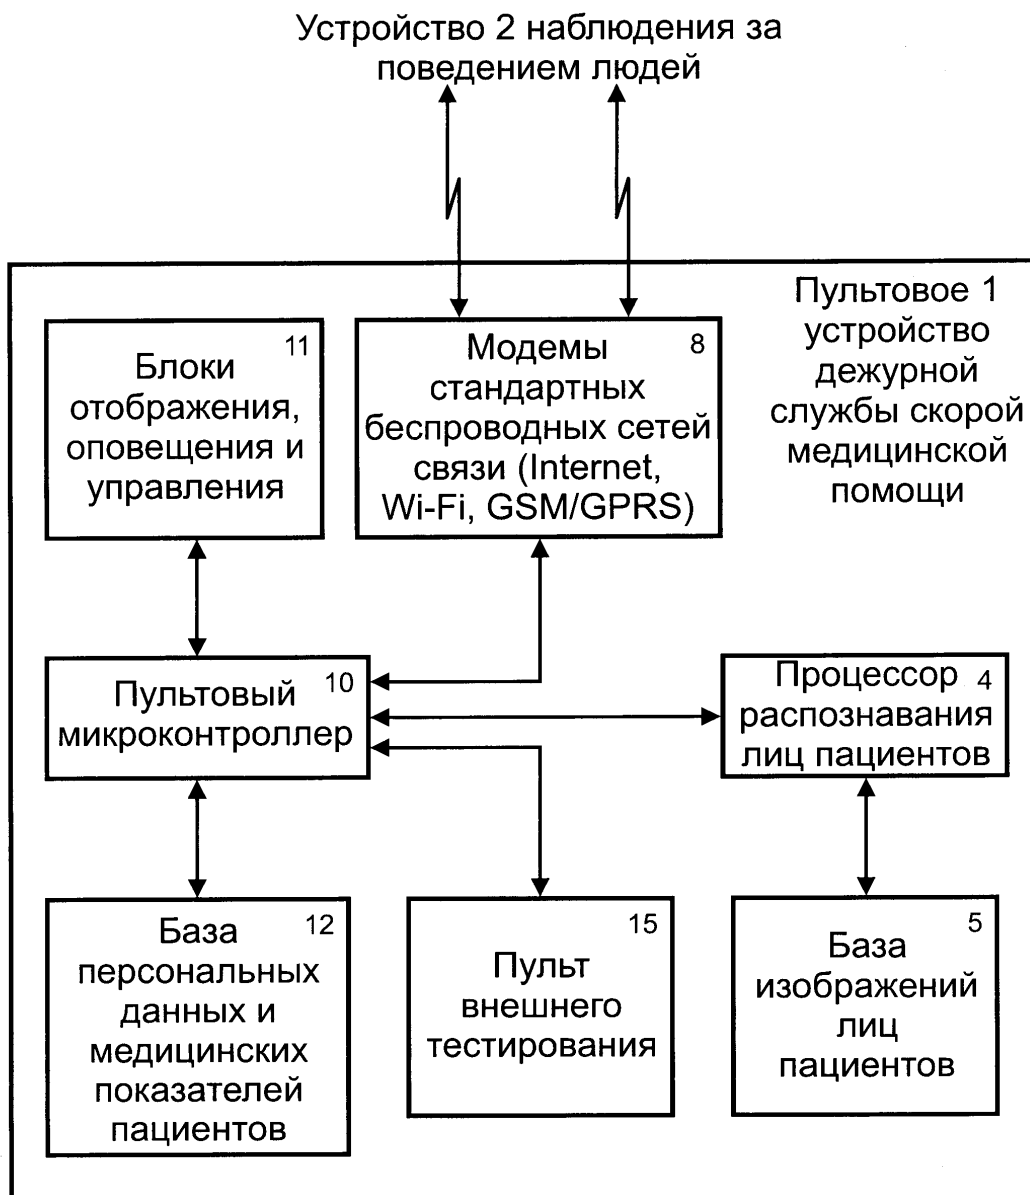 Устройство 2 наблюдения за
поведением людей
Пультовое 1
устройство
дежурной
службы скорой
медицинской
помощи
11
Блоки
отображения,
оповещения и
управления
8
Модемы
стандартных
беспроводных сетей
связи (Internet,
Wi-Fi, GSM/GPRS)
10
Пультовый
микроконтроллер
4
Процессор
распознавания
лиц пациентов
12
База
персональных
данных и
медицинских
показателей
пациентов
15
Пульт
внешнего
тестирования
5
База
изображений
лиц
пациентов